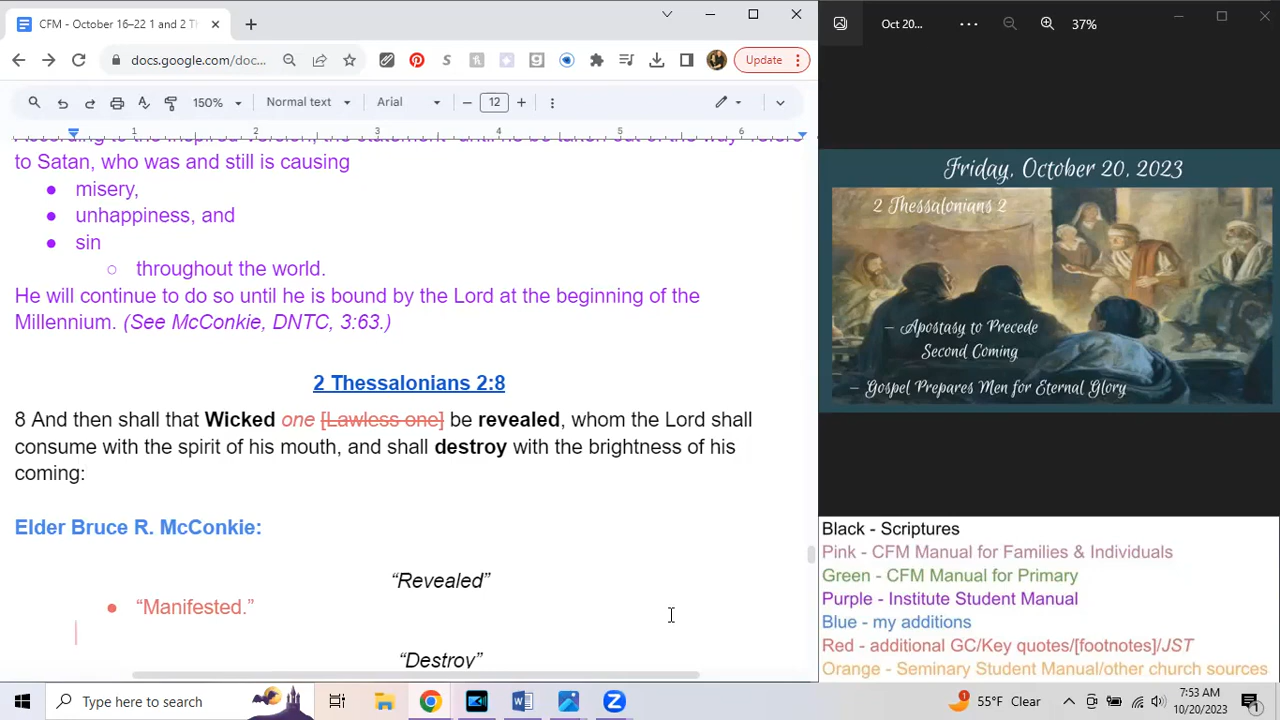 CFM - October 16–22 1 and 2 Th
docs.google.com/doc...
Update
150%
Normal text
Arial
12
1
2
3
4
5
6
to Satan, who was and still is causing
● misery,
● unhappiness, and
● sin
○ throughout the world.
He will continue to do so until he is bound by the Lord at the beginning of the
Millennium. (See McConkie, DNTC, 3:63.)
2 Thessalonians 2:8
8 And then shall that Wicked one [Lawless one] be revealed, whom the Lord shall
consume with the spirit of his mouth, and shall destroy with the brightness of his
coming:
Elder Bruce R. McConkie:
“Revealed”
● “Manifested.”
“Destroy”
Oct 20...
37%
Friday, October 20, 2023
2 Thessalonians 2
– Apostasy to Precede
Second Coming
– Gospel Prepares Men for Eternal Glory
Black - Scriptures
Pink - CFM Manual for Families & Individuals
Green - CFM Manual for Primary
Purple - Institute Student Manual
Blue - my additions
Red - additional GC/Key quotes/[footnotes]/JST
Orange - Seminary Student Manual/other church sources
Type here to search
1
55°F Clear
7:53 AM
10/20/2023
1